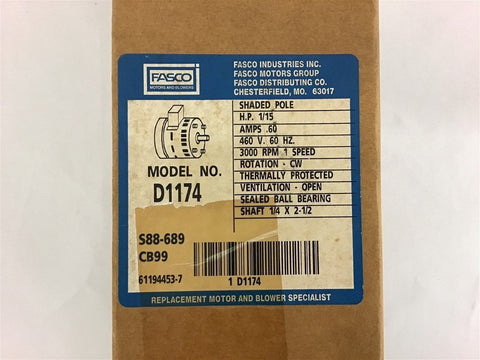 FASCO
MOTORS AND BLOWERS
FASCO INDUSTRIES INC.
FASCO MOTORS GROUP
FASCO DISTRIBUTING CO.
CHESTERFIELD, MO. 63017
MODEL NO.
D1174
SHADED POLE
H.P. 1/15
AMPS .60
460 V. 60 HZ.
3000 RPM 1 SPEED
ROTATION - CW
THERMALLY PROTECTED
VENTILATION - OPEN
SEALED BALL BEARING
SHAFT 1/4 X 2-1/2
S88-689
CB99
61194453-7
1 D1174
REPLACEMENT MOTOR AND BLOWER SPECIALIST